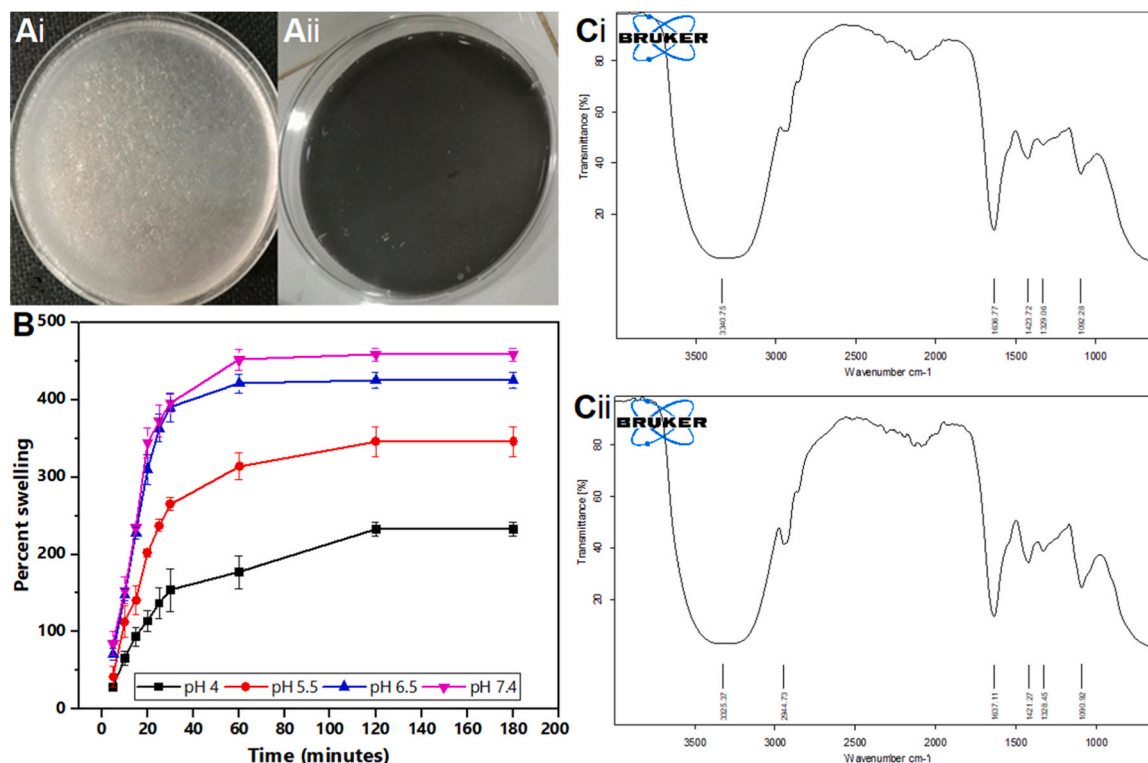 Ai
Aii
B
500
400
300
200
100
0
Percent swelling
pH 4
pH 5.5
pH 6.5
pH 7.4
0 20 40 60 80 100 120 140 160 180 200
Time (minutes)
Ci
BRUKER
Transmittance [%]
80
60
40
20
3340.75
1636.77
1423.72
1329.06
1092.28
3500 3000 2500 2000 1500 1000
Wavenumber cm-1
Cii
BRUKER
Transmittance [%]
80
60
40
20
3325.37
2944.73
1637.11
1421.27
1328.45
1090.92
3500 3000 2500 2000 1500 1000
Wavenumber cm-1